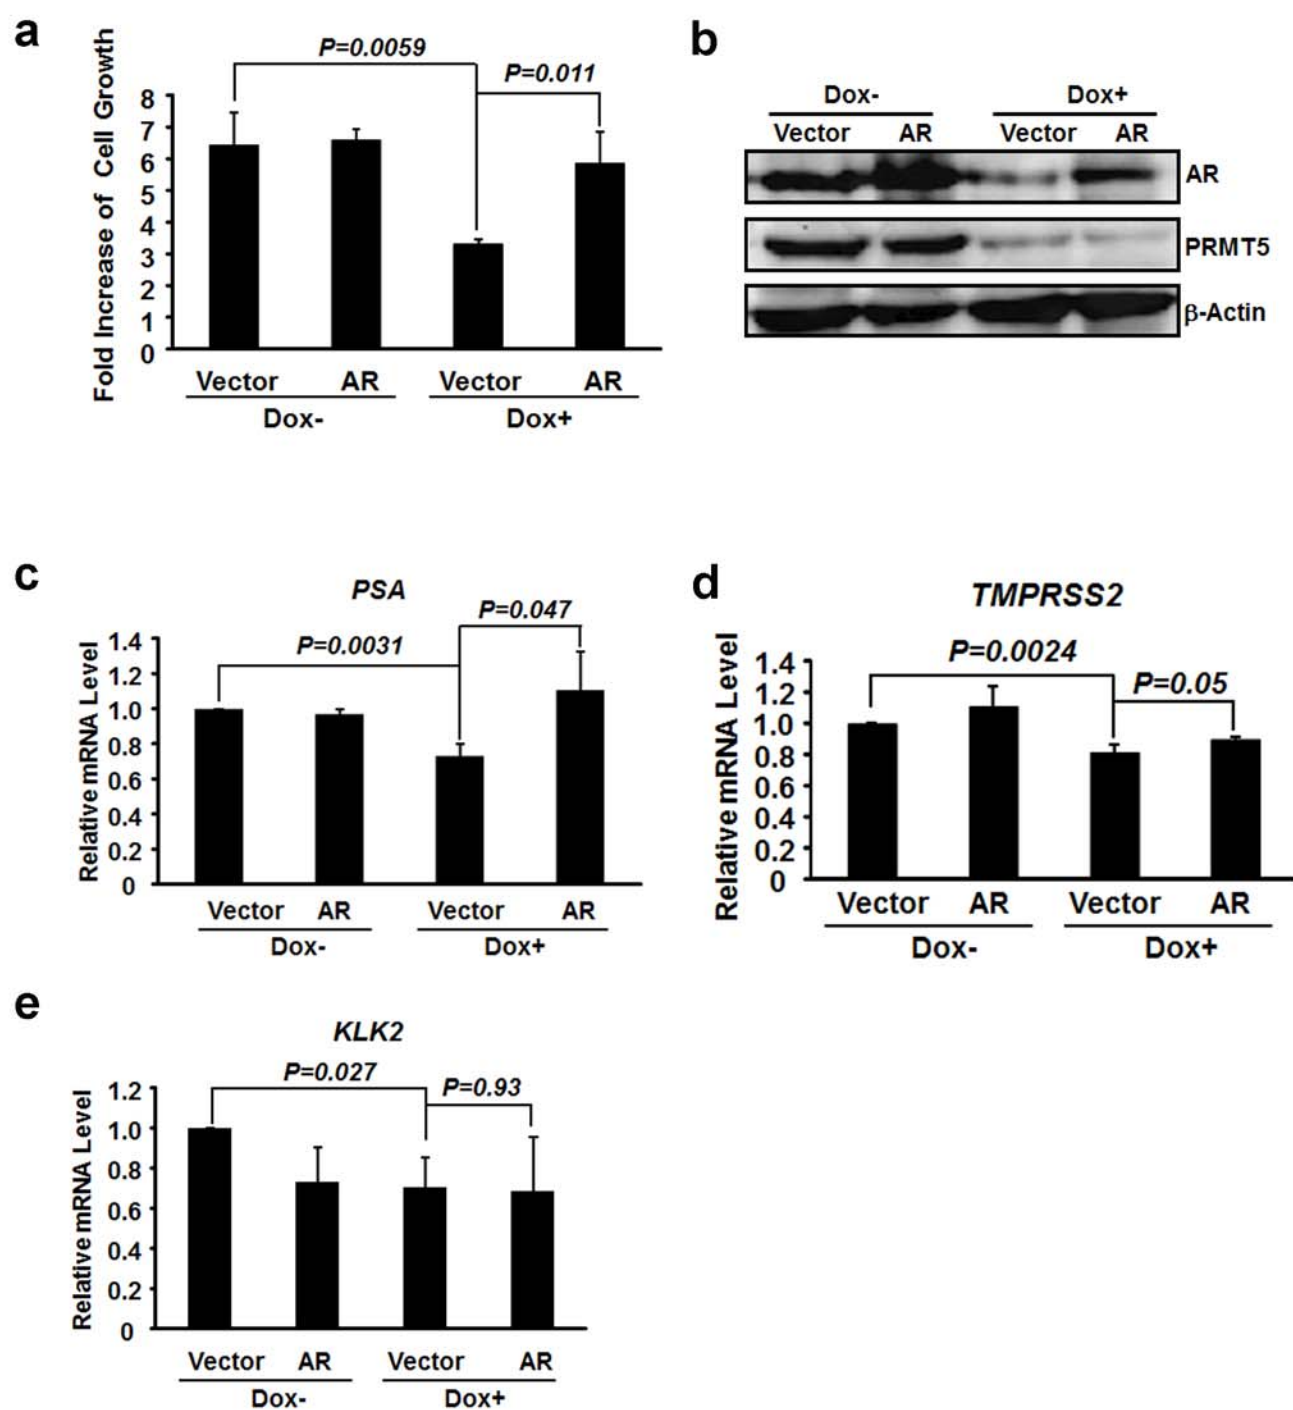 a
P=0.0059
P=0.011
Fold Increase of Cell Growth
8
7
6
5
4
3
2
1
0
Vector AR Vector AR
Dox- Dox+
b
Dox- Dox+
Vector AR Vector AR
AR
PRMT5
β-Actin
c
PSA
P=0.0031
P=0.047
Relative mRNA Level
1.4
1.2
1.0
0.8
0.6
0.4
0.2
0
Vector AR Vector AR
Dox- Dox+
d
TMPRSS2
P=0.0024
P=0.05
Relative mRNA Level
1.4
1.2
1.0
0.8
0.6
0.4
0.2
0
Vector AR Vector AR
Dox- Dox+
e
KLK2
P=0.027
P=0.93
Relative mRNA Level
1.2
1.0
0.8
0.6
0.4
0.2
0
Vector AR Vector AR
Dox- Dox+